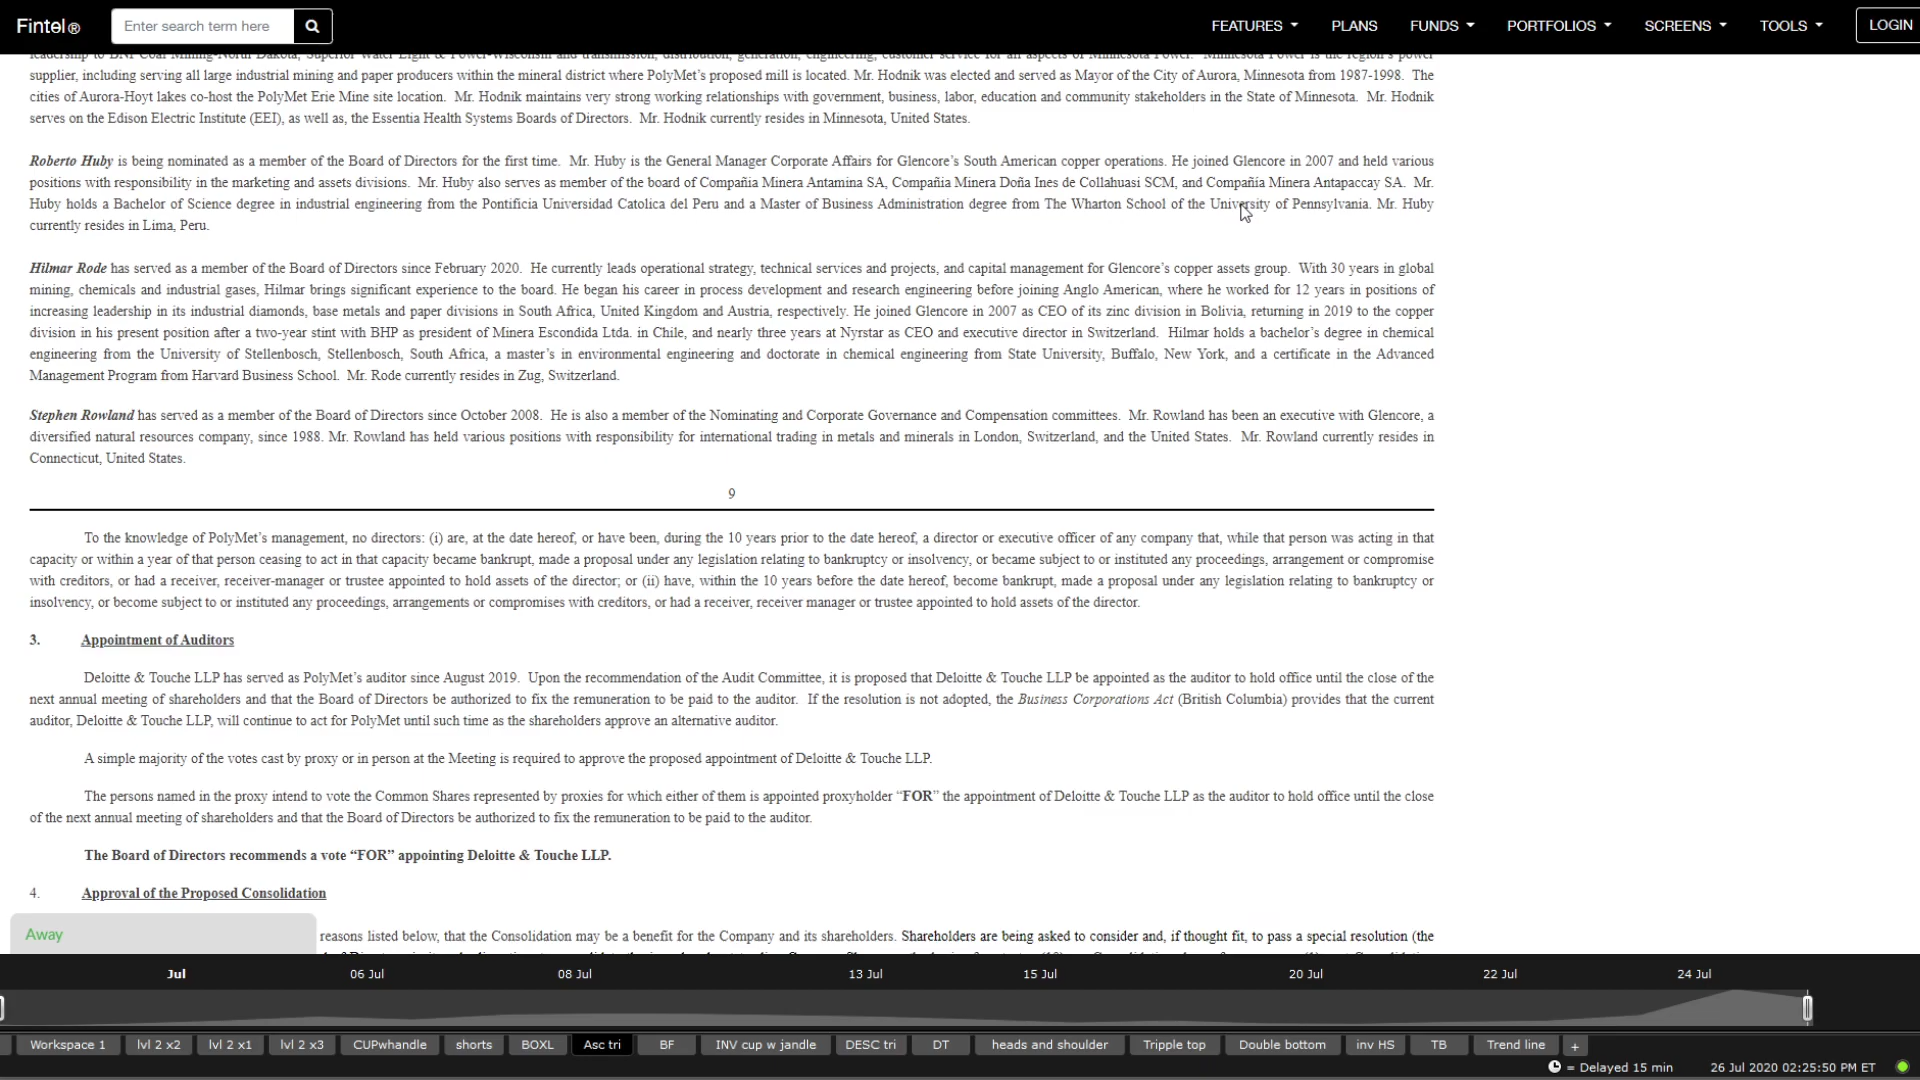 Fintel®
Enter search term here
FEATURES
PLANS
FUNDS
PORTFOLIOS
SCREENS
TOOLS
LOGIN
supplier, including serving all large industrial mining and paper producers within the mineral district where PolyMet’s proposed mill is located. Mr. Hodnik was elected and served as Mayor of the City of Aurora, Minnesota from 1987-1998. The
cities of Aurora-Hoyt lakes co-host the PolyMet Erie Mine site location. Mr. Hodnik maintains very strong working relationships with government, business, labor, education and community stakeholders in the State of Minnesota. Mr. Hodnik
serves on the Edison Electric Institute (EEI), as well as, the Essentia Health Systems Boards of Directors. Mr. Hodnik currently resides in Minnesota, United States.
Roberto Huby is being nominated as a member of the Board of Directors for the first time. Mr. Huby is the General Manager Corporate Affairs for Glencore’s South American copper operations. He joined Glencore in 2007 and held various
positions with responsibility in the marketing and assets divisions. Mr. Huby also serves as member of the board of Compañia Minera Antamina SA, Compañia Minera Doña Ines de Collahuasi SCM, and Compañía Minera Antapaccay SA. Mr.
Huby holds a Bachelor of Science degree in industrial engineering from the Pontificia Universidad Catolica del Peru and a Master of Business Administration degree from The Wharton School of the University of Pennsylvania. Mr. Huby
currently resides in Lima, Peru.
Hilmar Rode has served as a member of the Board of Directors since February 2020. He currently leads operational strategy, technical services and projects, and capital management for Glencore’s copper assets group. With 30 years in global
mining, chemicals and industrial gases, Hilmar brings significant experience to the board. He began his career in process development and research engineering before joining Anglo American, where he worked for 12 years in positions of
increasing leadership in its industrial diamonds, base metals and paper divisions in South Africa, United Kingdom and Austria, respectively. He joined Glencore in 2007 as CEO of its zinc division in Bolivia, returning in 2019 to the copper
division in his present position after a two-year stint with BHP as president of Minera Escondida Ltda. in Chile, and nearly three years at Nyrstar as CEO and executive director in Switzerland. Hilmar holds a bachelor’s degree in chemical
engineering from the University of Stellenbosch, Stellenbosch, South Africa, a master’s in environmental engineering and doctorate in chemical engineering from State University, Buffalo, New York, and a certificate in the Advanced
Management Program from Harvard Business School. Mr. Rode currently resides in Zug, Switzerland.
Stephen Rowland has served as a member of the Board of Directors since October 2008. He is also a member of the Nominating and Corporate Governance and Compensation committees. Mr. Rowland has been an executive with Glencore, a
diversified natural resources company, since 1988. Mr. Rowland has held various positions with responsibility for international trading in metals and minerals in London, Switzerland, and the United States. Mr. Rowland currently resides in
Connecticut, United States.
9
To the knowledge of PolyMet’s management, no directors: (i) are, at the date hereof, or have been, during the 10 years prior to the date hereof, a director or executive officer of any company that, while that person was acting in that
capacity or within a year of that person ceasing to act in that capacity became bankrupt, made a proposal under any legislation relating to bankruptcy or insolvency, or became subject to or instituted any proceedings, arrangement or compromise
with creditors, or had a receiver, receiver-manager or trustee appointed to hold assets of the director; or (ii) have, within the 10 years before the date hereof, become bankrupt, made a proposal under any legislation relating to bankruptcy or
insolvency, or become subject to or instituted any proceedings, arrangements or compromises with creditors, or had a receiver, receiver manager or trustee appointed to hold assets of the director.
3. Appointment of Auditors
Deloitte & Touche LLP has served as PolyMet’s auditor since August 2019. Upon the recommendation of the Audit Committee, it is proposed that Deloitte & Touche LLP be appointed as the auditor to hold office until the close of the
next annual meeting of shareholders and that the Board of Directors be authorized to fix the remuneration to be paid to the auditor. If the resolution is not adopted, the Business Corporations Act (British Columbia) provides that the current
auditor, Deloitte & Touche LLP, will continue to act for PolyMet until such time as the shareholders approve an alternative auditor.
A simple majority of the votes cast by proxy or in person at the Meeting is required to approve the proposed appointment of Deloitte & Touche LLP.
The persons named in the proxy intend to vote the Common Shares represented by proxies for which either of them is appointed proxyholder “FOR” the appointment of Deloitte & Touche LLP as the auditor to hold office until the close
of the next annual meeting of shareholders and that the Board of Directors be authorized to fix the remuneration to be paid to the auditor.
The Board of Directors recommends a vote “FOR” appointing Deloitte & Touche LLP.
4. Approval of the Proposed Consolidation
Away
reasons listed below, that the Consolidation may be a benefit for the Company and its shareholders. Shareholders are being asked to consider and, if thought fit, to pass a special resolution (the
Jul 06 Jul 08 Jul 13 Jul 15 Jul 20 Jul 22 Jul 24 Jul
Workspace 1 lvl 2 x2 lvl 2 x1 lvl 2 x3 CUPwhandle shorts BOXL Asc tri BF INV cup w jandle DESC tri DT heads and shoulder Tripple top Double bottom inv HS TB Trend line +
= Delayed 15 min 26 Jul 2020 02:25:50 PM ET